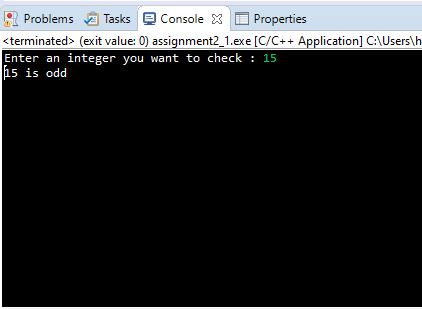 Problems Tasks Console Properties
<terminated> (exit value: 0) assignment2_1.exe [C/C++ Application] C:\Users\h
Enter an integer you want to check : 15
15 is odd